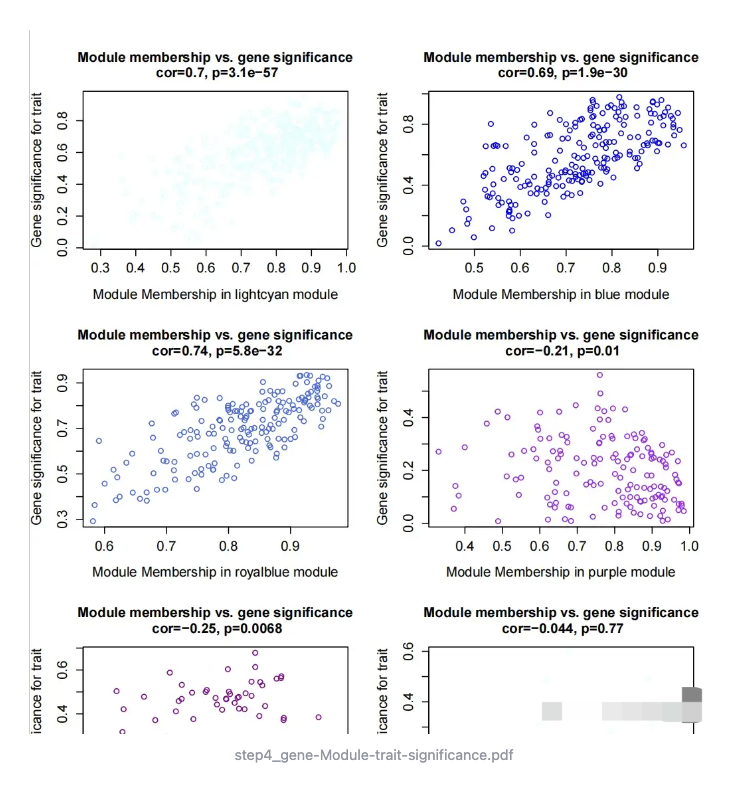 Module membership vs. gene significance
cor=0.7, p=3.1e−57
Gene significance for trait
0.0 0.2 0.4 0.6 0.8
0.3 0.4 0.5 0.6 0.7 0.8 0.9 1.0
Module Membership in lightcyan module
Module membership vs. gene significance
cor=0.69, p=1.9e−30
Gene significance for trait
0.0 0.4 0.8
0.5 0.6 0.7 0.8 0.9
Module Membership in blue module
Module membership vs. gene significance
cor=0.74, p=5.8e−32
Gene significance for trait
0.3 0.5 0.7 0.9
0.6 0.7 0.8 0.9
Module Membership in royalblue module
Module membership vs. gene significance
cor=−0.21, p=0.01
Gene significance for trait
0.0 0.2 0.4
0.4 0.5 0.6 0.7 0.8 0.9 1.0
Module Membership in purple module
Module membership vs. gene significance
cor=−0.25, p=0.0068
icance for trait
0.4 0.6
Module membership vs. gene significance
cor=−0.044, p=0.77
icance for trait
0.4 0.6
step4_gene-Module-trait-significance.pdf